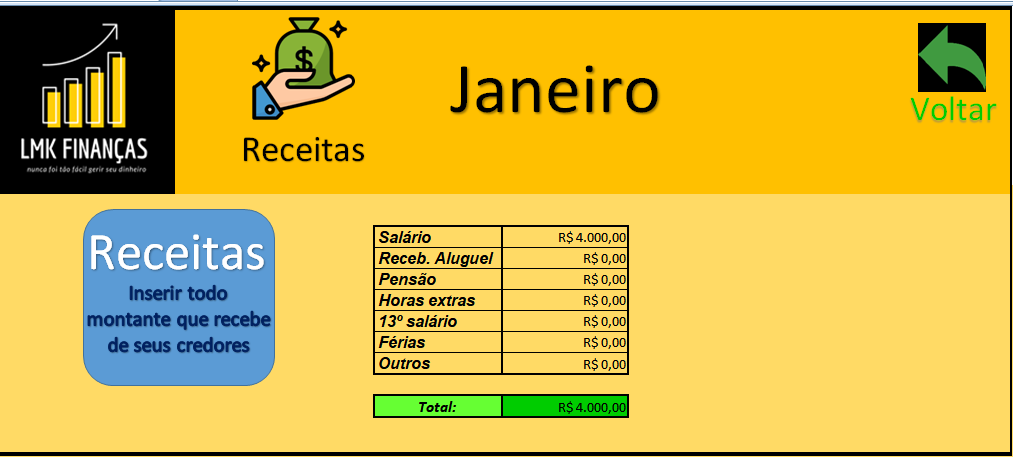 LMK FINANÇAS
nunca foi tão fácil gerir seu dinheiro
$
Receitas
Janeiro
Voltar
Receitas
Inserir todo
montante que recebe
de seus credores
Salário R$ 4.000,00
Receb. Aluguel R$ 0,00
Pensão R$ 0,00
Horas extras R$ 0,00
13º salário R$ 0,00
Férias R$ 0,00
Outros R$ 0,00
Total: R$ 4.000,00